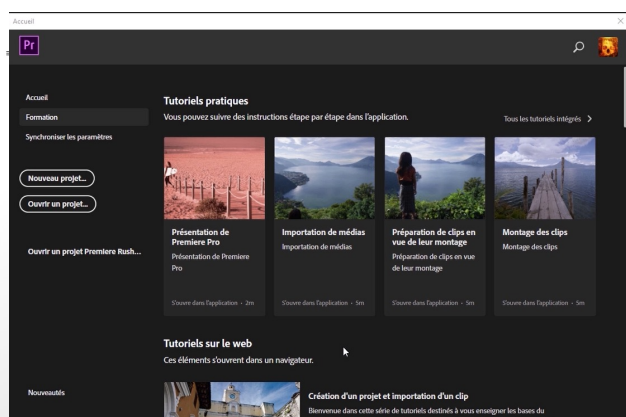 Accueil
Pr
Accueil
Formation
Synchroniser les paramètres
Nouveau projet...
Ouvrir un projet...
Ouvrir un projet Premiere Rush...
Nouveautés
Tutoriels pratiques
Vous pouvez suivre des instructions étape par étape dans l'application.
Tous les tutoriels intégrés
Présentation de
Premiere Pro
Présentation de Premiere
Pro
S'ouvre dans l'application • 2m
Importation de médias
Importation de médias
S'ouvre dans l'application • 5m
Préparation de clips en
vue de leur montage
Préparation de clips en vue
de leur montage
S'ouvre dans l'application • 5m
Montage des clips
Montage des clips
S'ouvre dans l'application • 5m
Tutoriels sur le web
Ces éléments s'ouvrent dans un navigateur.
Création d'un projet et importation d'un clip
Bienvenue dans cette série de tutoriels destinés à vous enseigner les bases du